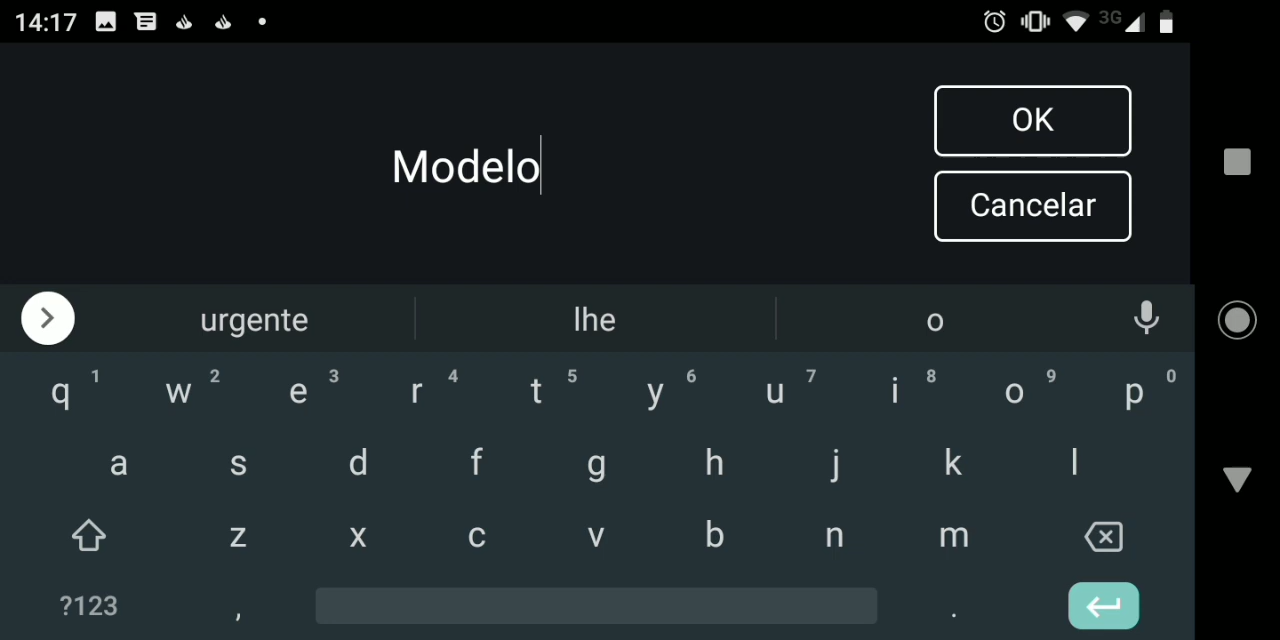 14:17
3G
OK
Modelo
Cancelar
urgente lhe o
q 1 w 2 e 3 r 4 t 5 y 6 u 7 i 8 o 9 p 0
a s d f g h j k l
z x c v b n m
?123 , .